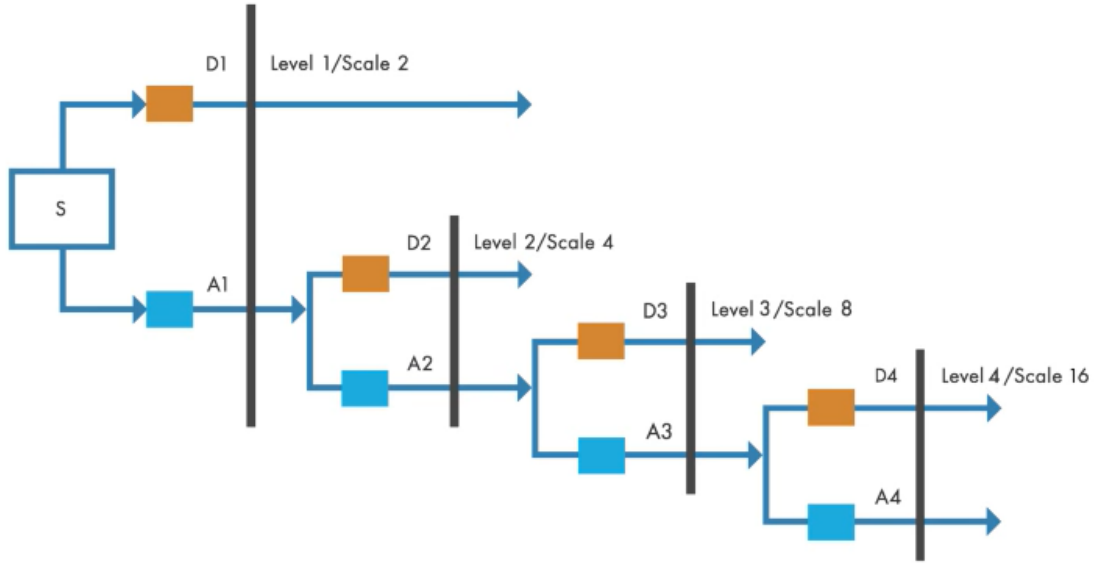 D1
Level 1/Scale 2
S
A1
D2
Level 2/Scale 4
A2
D3
Level 3/Scale 8
A3
D4
Level 4/Scale 16
A4